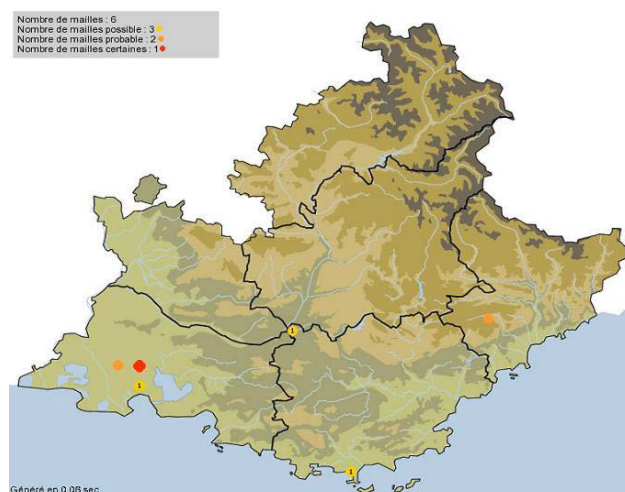 Nombre de mailles : 6
Nombre de mailles possible : 3
Nombre de mailles probable : 2
Nombre de mailles certaines : 1
1
1
1
Généré en 0.06 sec